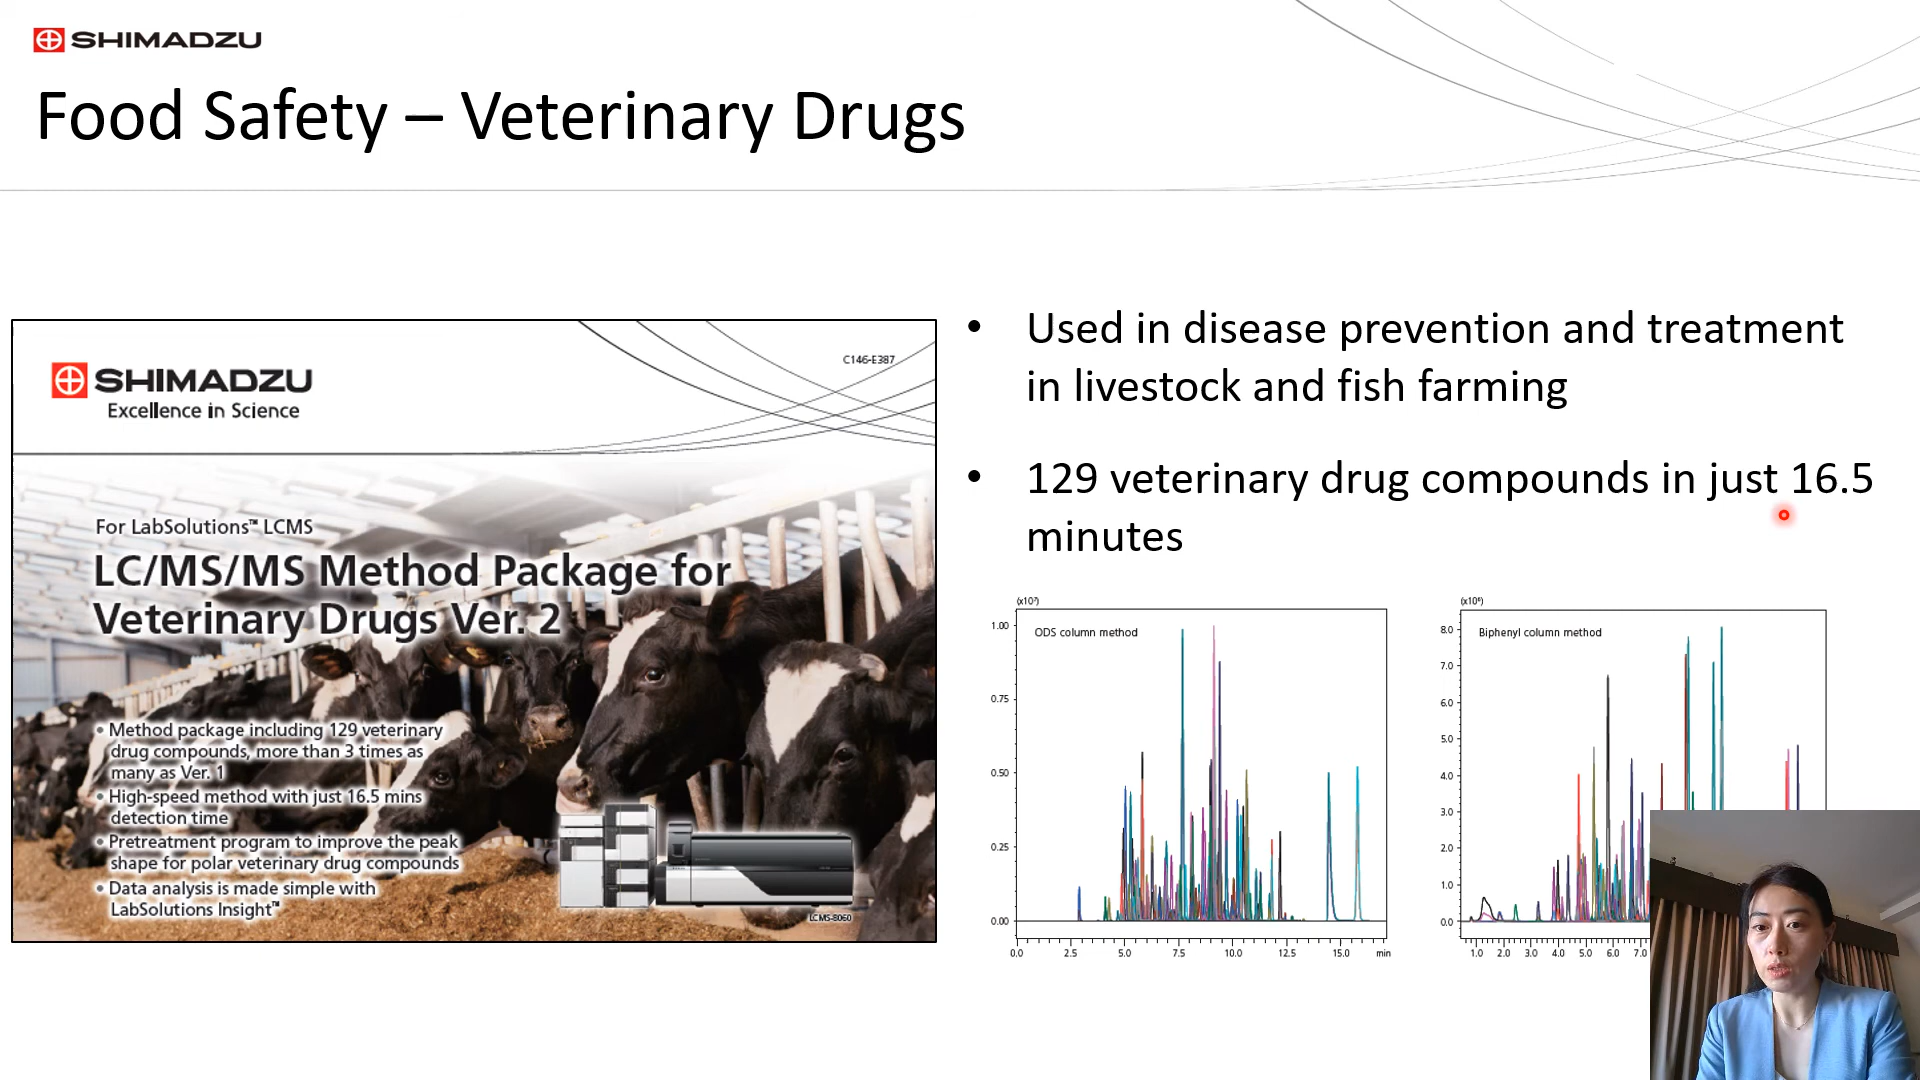 SHIMADZU
Food Safety – Veterinary Drugs
SHIMADZU
Excellence in Science
C146-E387
For LabSolutions™ LCMS
LC/MS/MS Method Package for
Veterinary Drugs Ver. 2
• Method package including 129 veterinary
drug compounds, more than 3 times as
many as Ver. 1
• High-speed method with just 16.5 mins
detection time
• Pretreatment program to improve the peak
shape for polar veterinary drug compounds
• Data analysis is made simple with
LabSolutions Insight™
LCMS-8060
• Used in disease prevention and treatment
in livestock and fish farming
• 129 veterinary drug compounds in just 16.5
minutes
(x10⁷)
ODS column method
1.00
0.75
0.50
0.25
0.00
0.0 2.5 5.0 7.5 10.0 12.5 15.0 min
(x10⁶)
Biphenyl column method
8.0
7.0
6.0
5.0
4.0
3.0
2.0
1.0
0.0
1.0 2.0 3.0 4.0 5.0 6.0 7.0